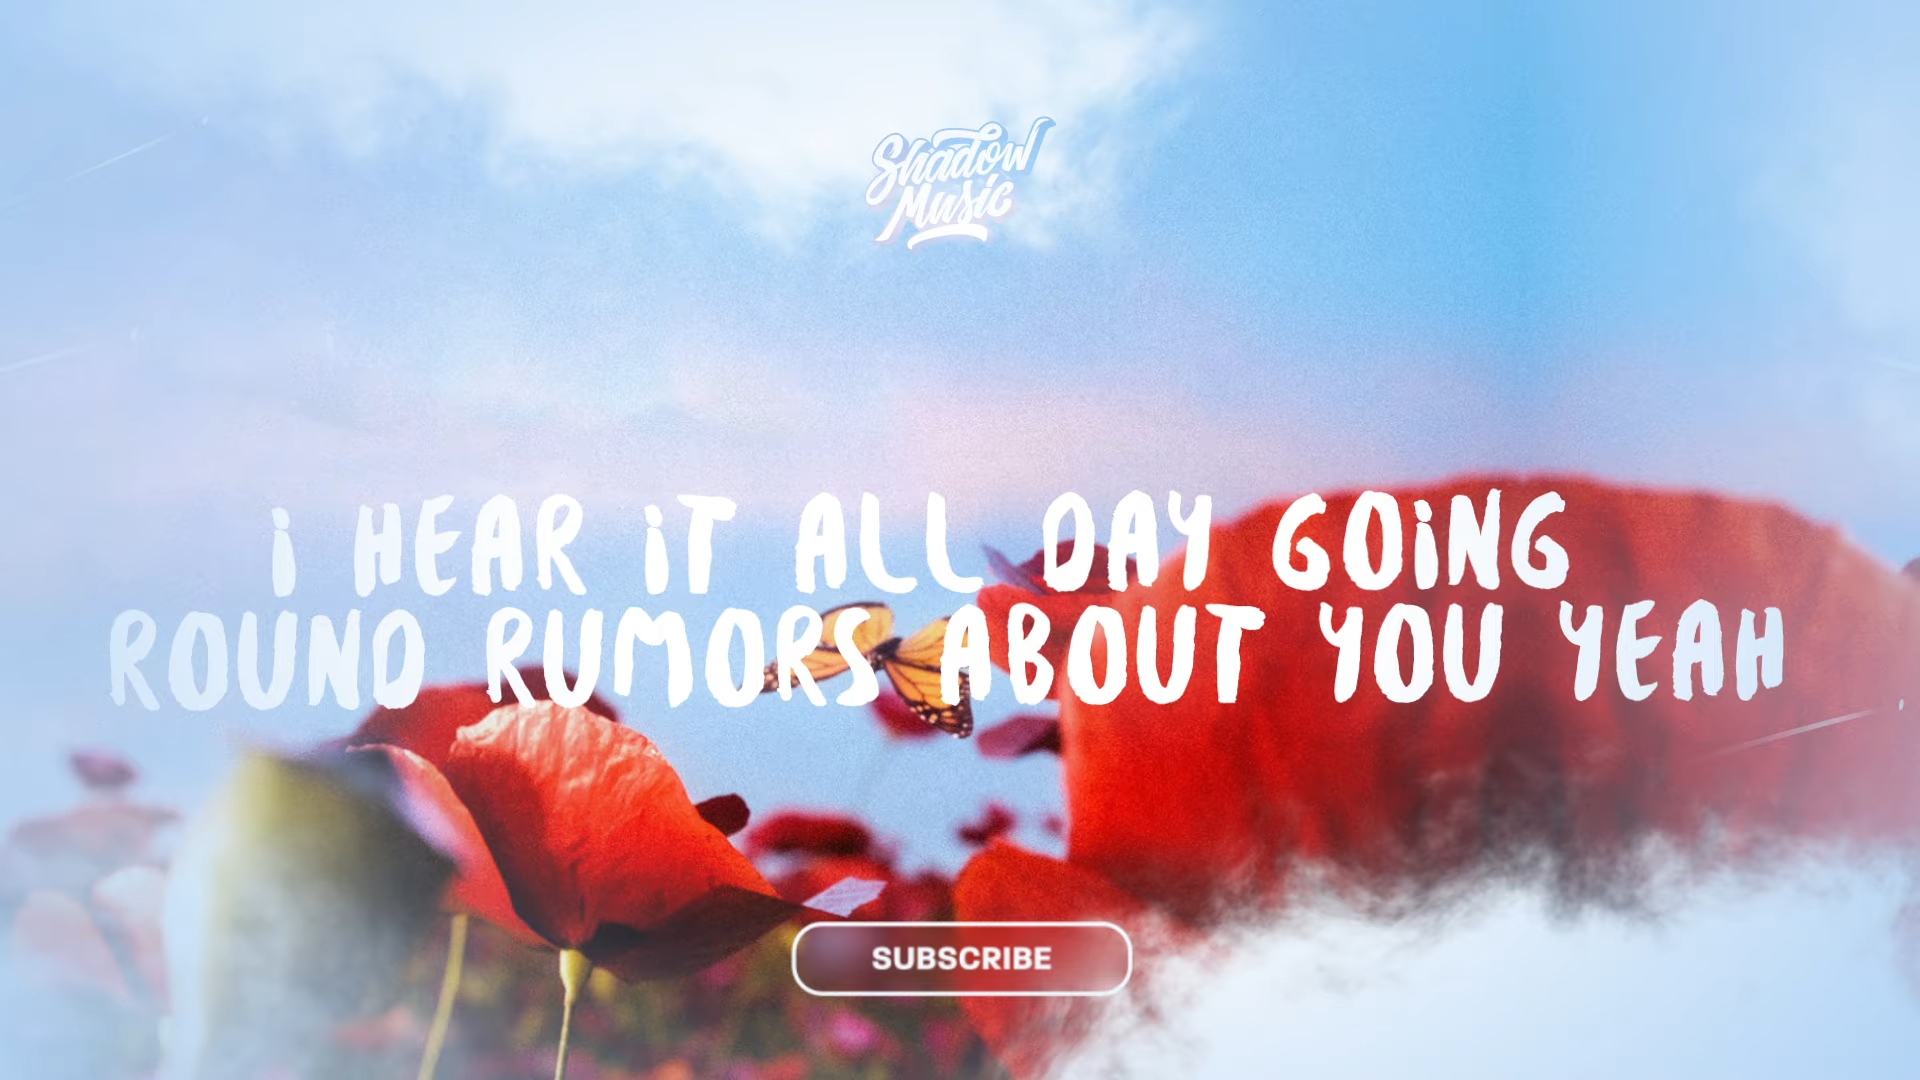 Shadow
Music
i HEAR iT ALL DAY GOiNG
ROUND RUMORS ABOUT YOU YEAH
SUBSCRIBE